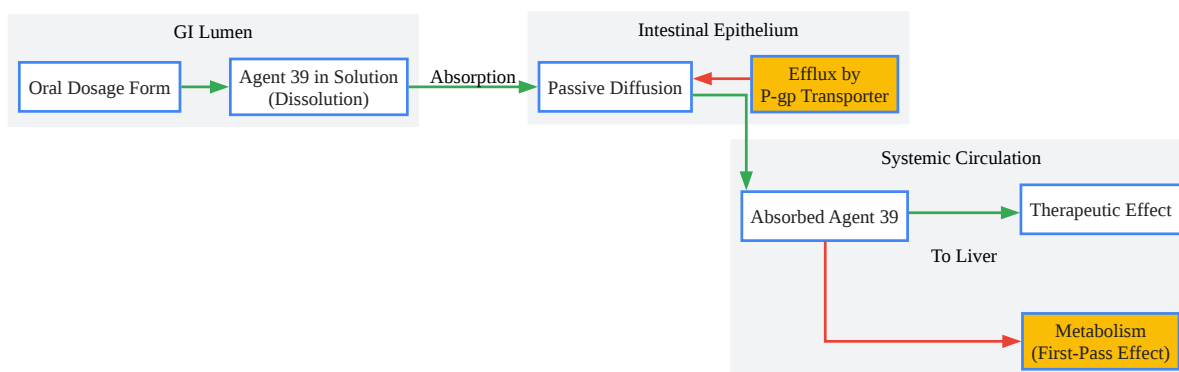 GI Lumen
Oral Dosage Form
Agent 39 in Solution
(Dissolution)
Absorption
Intestinal Epithelium
Passive Diffusion
Efflux by
P-gp Transporter
Systemic Circulation
Absorbed Agent 39
Therapeutic Effect
To Liver
Metabolism
(First-Pass Effect)